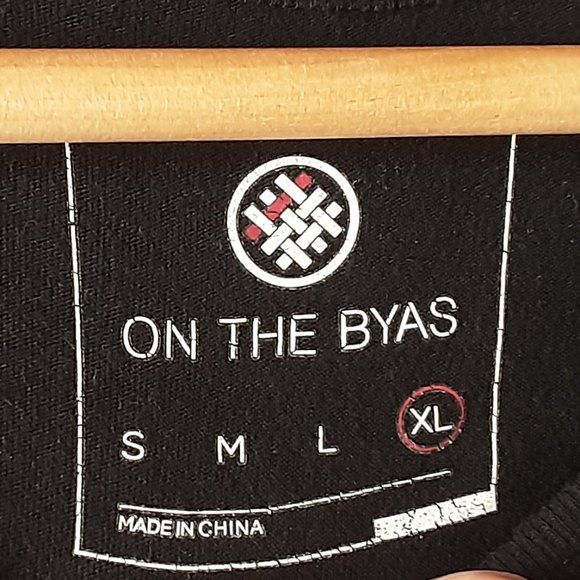 ON THE BYAS
S M L XL
MADE IN CHINA